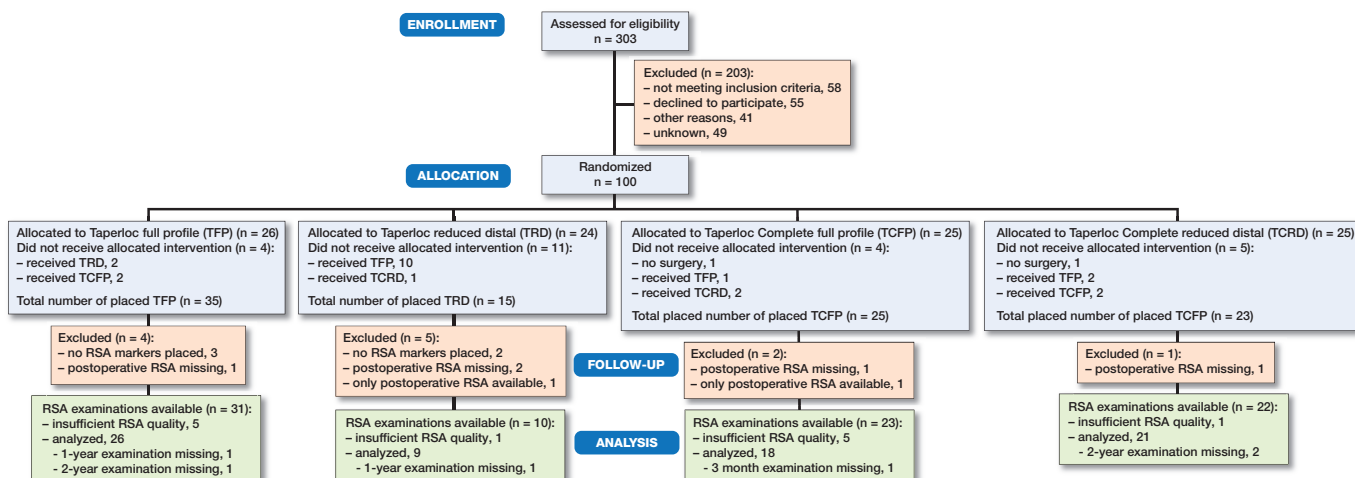 ENROLLMENT
Assessed for eligibility
n = 303
Excluded (n = 203):
– not meeting inclusion criteria, 58
– declined to participate, 55
– other reasons, 41
– unknown, 49
ALLOCATION
Randomized
n = 100
Allocated to Taperloc full profile (TFP) (n = 26)
Did not receive allocated intervention (n = 4):
– received TRD, 2
– received TCFP, 2
Total number of placed TFP (n = 35)
Allocated to Taperloc reduced distal (TRD) (n = 24)
Did not receive allocated intervention (n = 11):
– received TFP, 10
– received TCRD, 1
Total number of placed TRD (n = 15)
Allocated to Taperloc Complete full profile (TCFP) (n = 25)
Did not receive allocated intervention (n = 4):
– no surgery, 1
– received TFP, 1
– received TCRD, 2
Total placed number of placed TCFP (n = 25)
Allocated to Taperloc Complete reduced distal (TCRD) (n = 25)
Did not receive allocated intervention (n = 5):
– no surgery, 1
– received TFP, 2
– received TCFP, 2
Total placed number of placed TCFP (n = 23)
Excluded (n = 4):
– no RSA markers placed, 3
– postoperative RSA missing, 1
Excluded (n = 5):
– no RSA markers placed, 2
– postoperative RSA missing, 2
– only postoperative RSA available, 1
FOLLOW-UP
Excluded (n = 2):
– postoperative RSA missing, 1
– only postoperative RSA available, 1
Excluded (n = 1):
– postoperative RSA missing, 1
RSA examinations available (n = 31):
– insufficient RSA quality, 5
– analyzed, 26
- 1-year examination missing, 1
- 2-year examination missing, 1
RSA examinations available (n = 10):
– insufficient RSA quality, 1
– analyzed, 9
- 1-year examination missing, 1
ANALYSIS
RSA examinations available (n = 23):
– insufficient RSA quality, 5
– analyzed, 18
- 3 month examination missing, 1
RSA examinations available (n = 22):
– insufficient RSA quality, 1
– analyzed, 21
- 2-year examination missing, 2